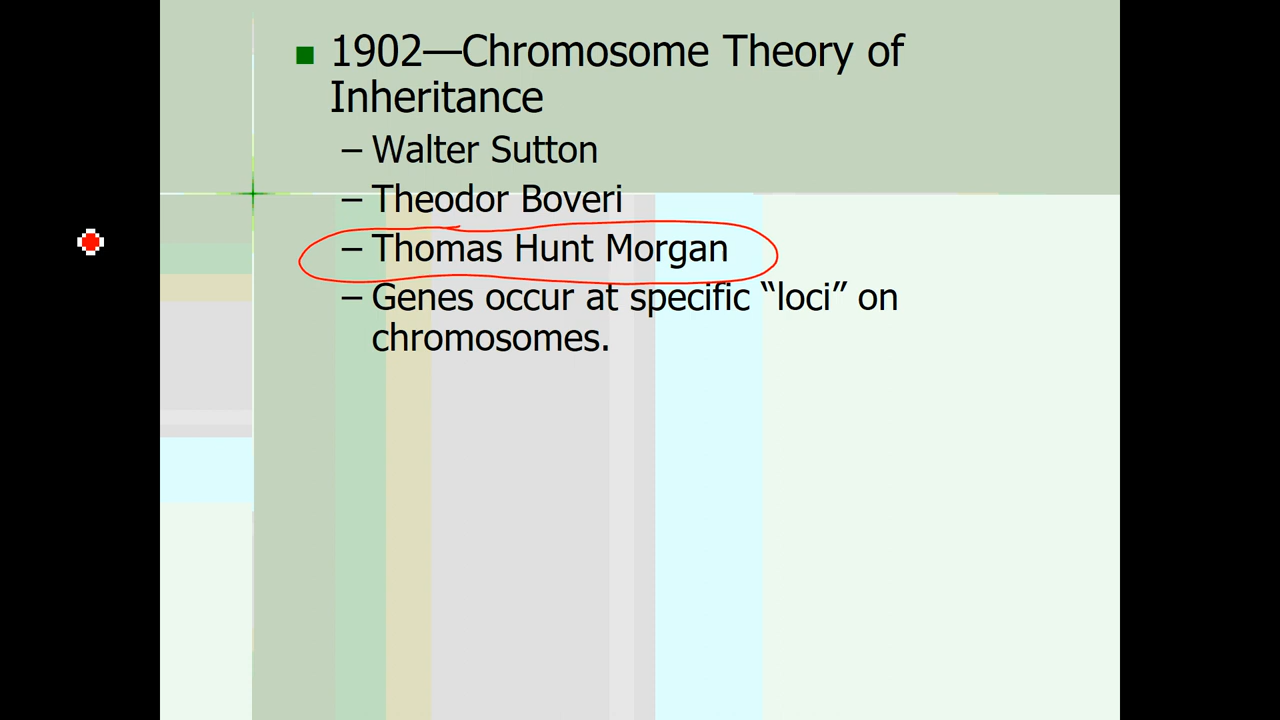 1902—Chromosome Theory of
Inheritance
– Walter Sutton
– Theodor Boveri
– Thomas Hunt Morgan
– Genes occur at specific “loci” on
chromosomes.